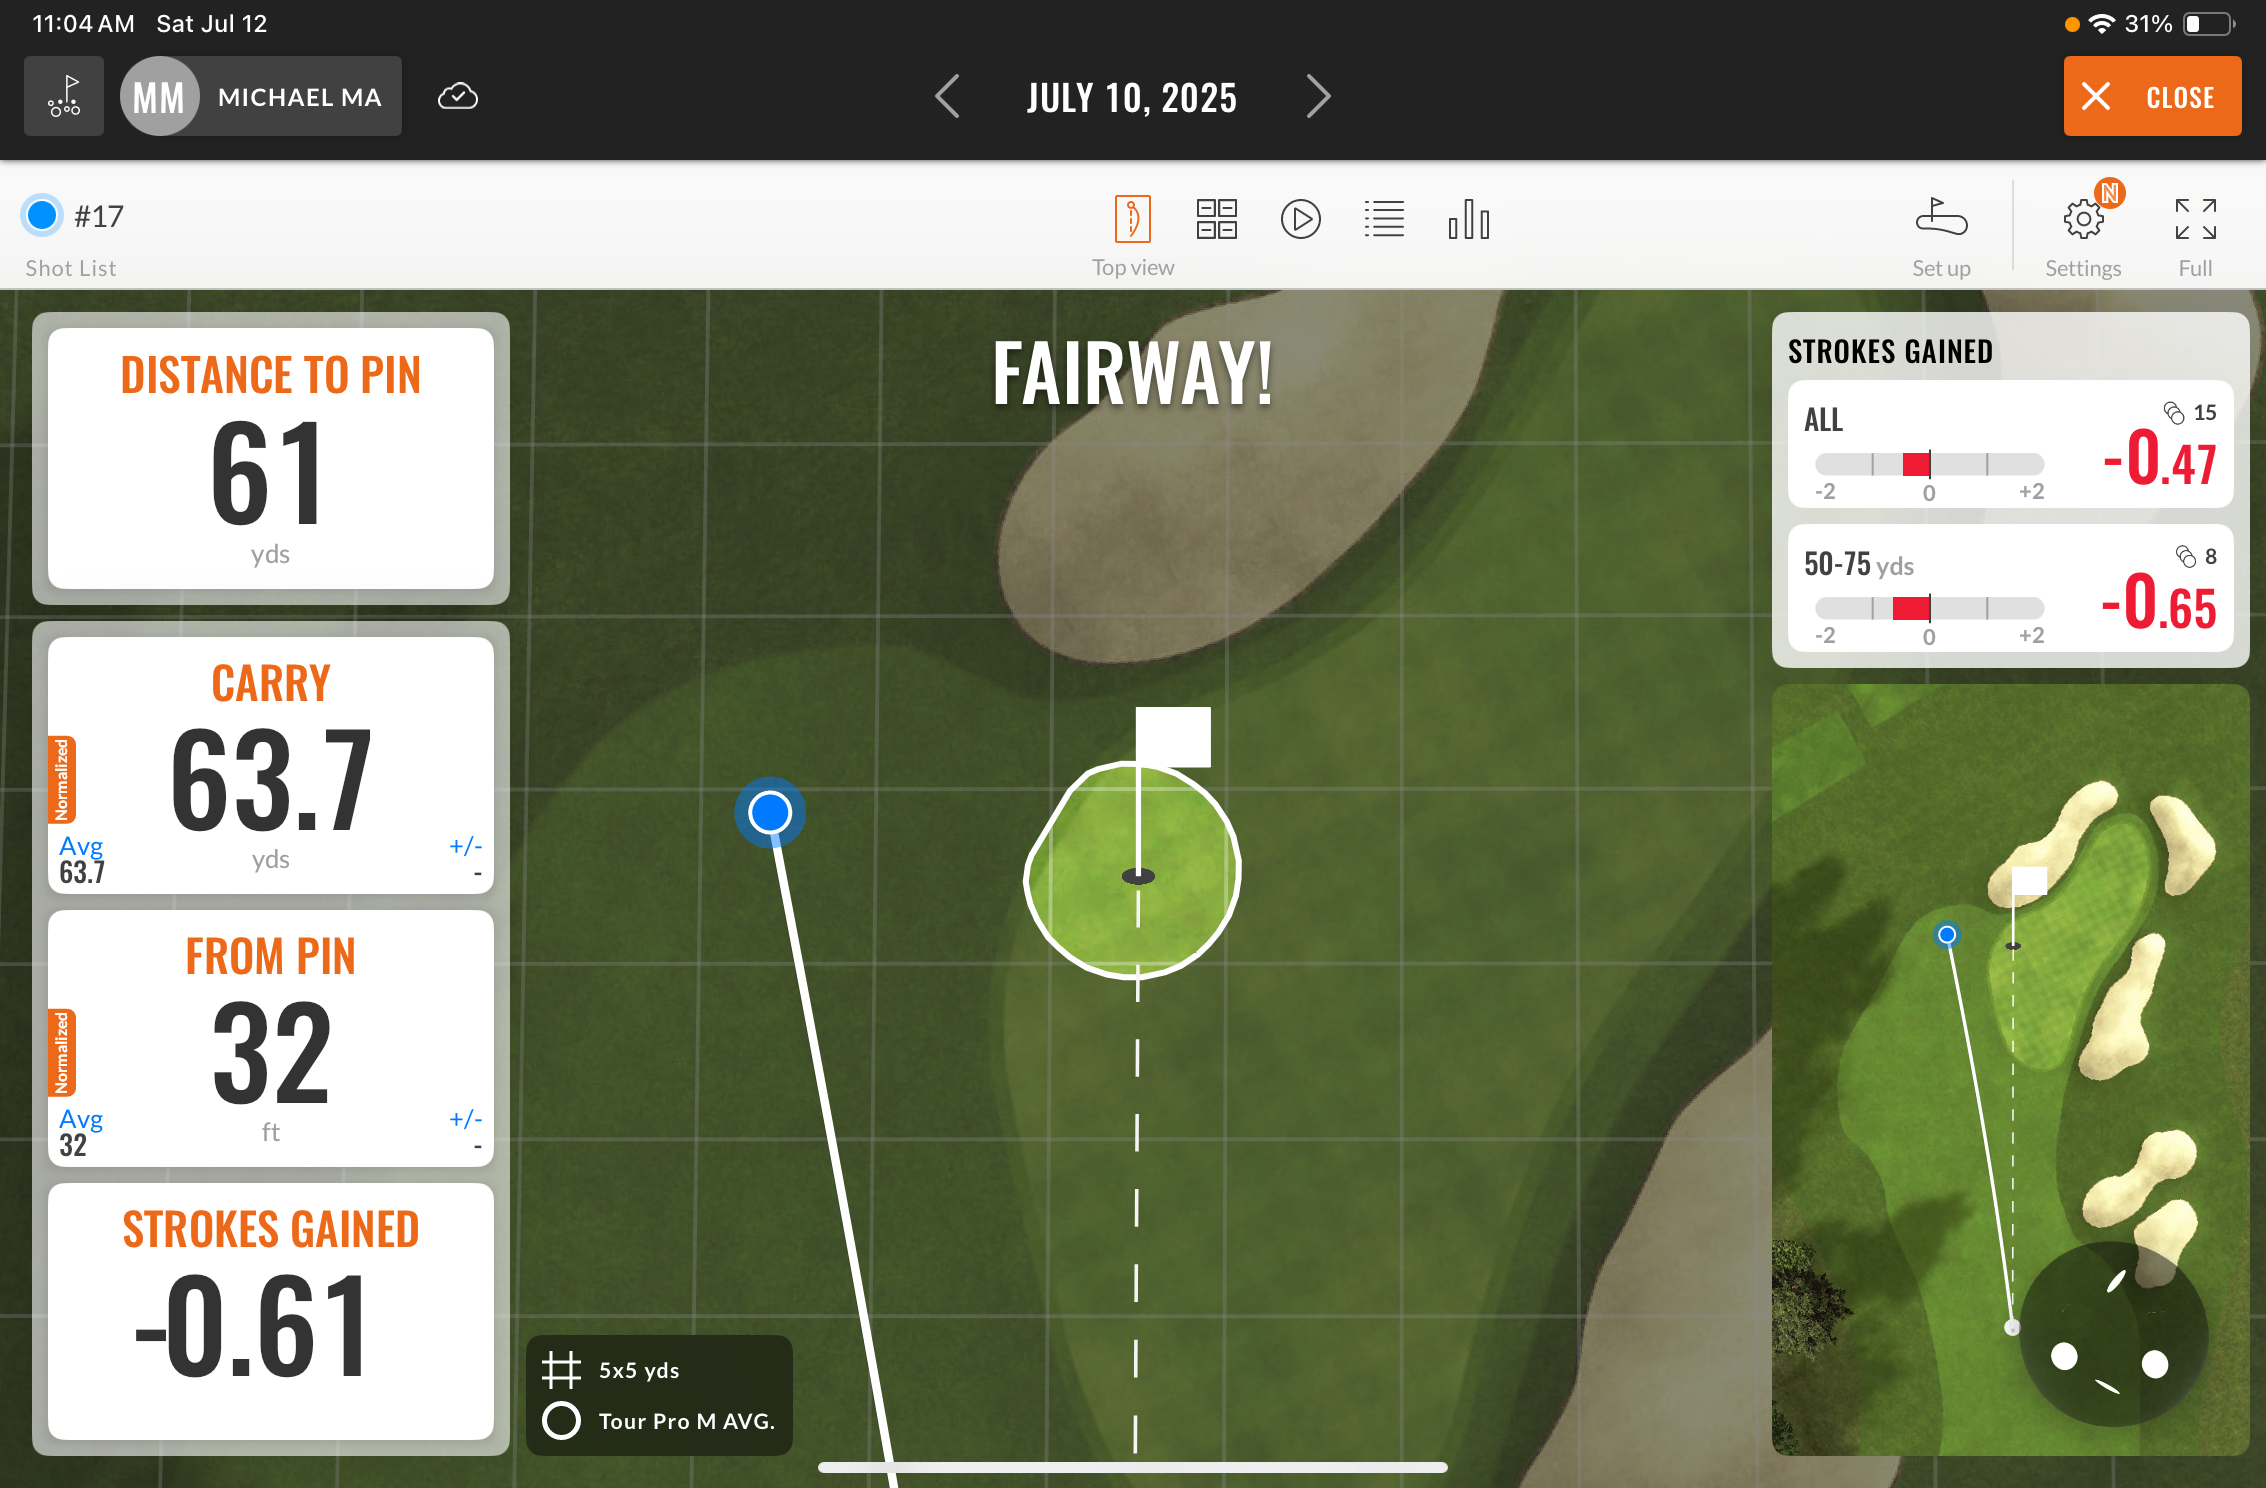 11:04 AM Sat Jul 12
31%
MM MICHAEL MA
JULY 10, 2025
CLOSE
#17
Shot List
Top view
Set up
N
Settings
Full
FAIRWAY!
DISTANCE TO PIN
61
yds
CARRY
63.7
Normalized
yds
Avg
63.7
+/-
-
FROM PIN
32
Normalized
ft
Avg
32
+/-
-
STROKES GAINED
-0.61
5x5 yds
Tour Pro M AVG.
STROKES GAINED
ALL
15
-0.47
-2 0 +2
50-75 yds
8
-0.65
-2 0 +2